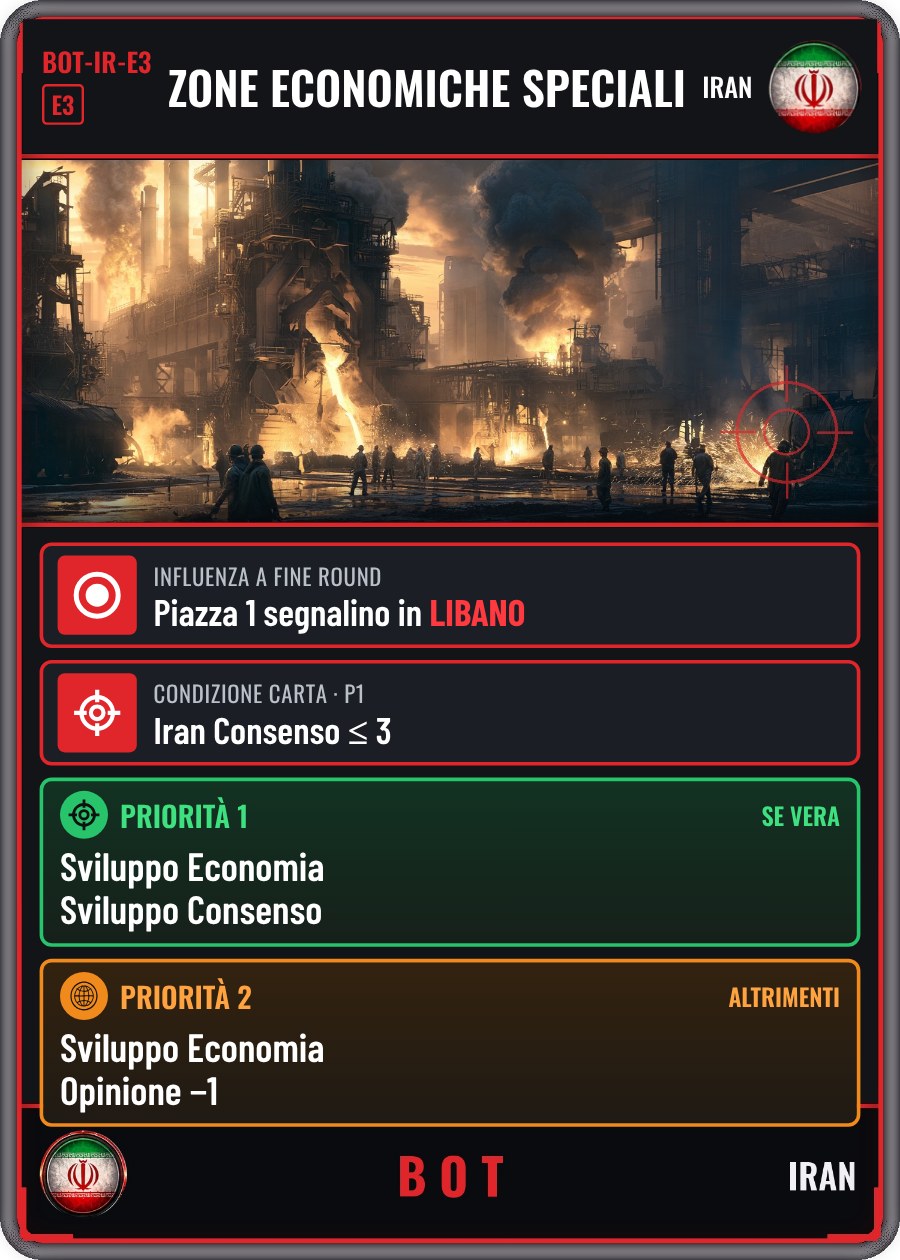 BOT-IR-E3
E3
ZONE ECONOMICHE SPECIALI
IRAN
INFLUENZA A FINE ROUND
Piazza 1 segnalino in LIBANO
CONDIZIONE CARTA · P1
Iran Consenso ≤ 3
PRIORITÀ 1
SE VERA
Sviluppo Economia
Sviluppo Consenso
PRIORITÀ 2
ALTRIMENTI
Sviluppo Economia
Opinione −1
BOT
IRAN